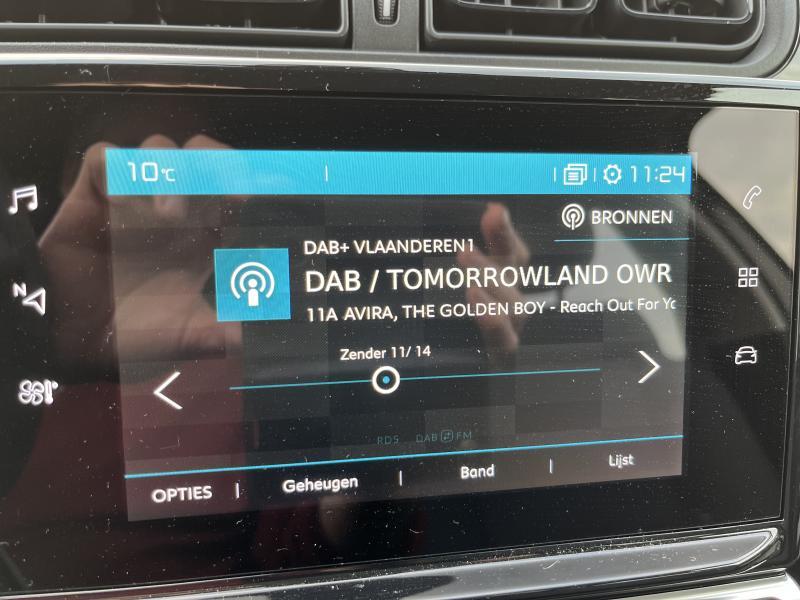 10°C 11:24
BRONNEN
DAB+ VLAANDEREN1
DAB / TOMORROWLAND OWR
11A AVIRA, THE GOLDEN BOY - Reach Out For Yo
Zender 11/ 14
N
RDS DAB FM
OPTIES | Geheugen | Band | Lijst